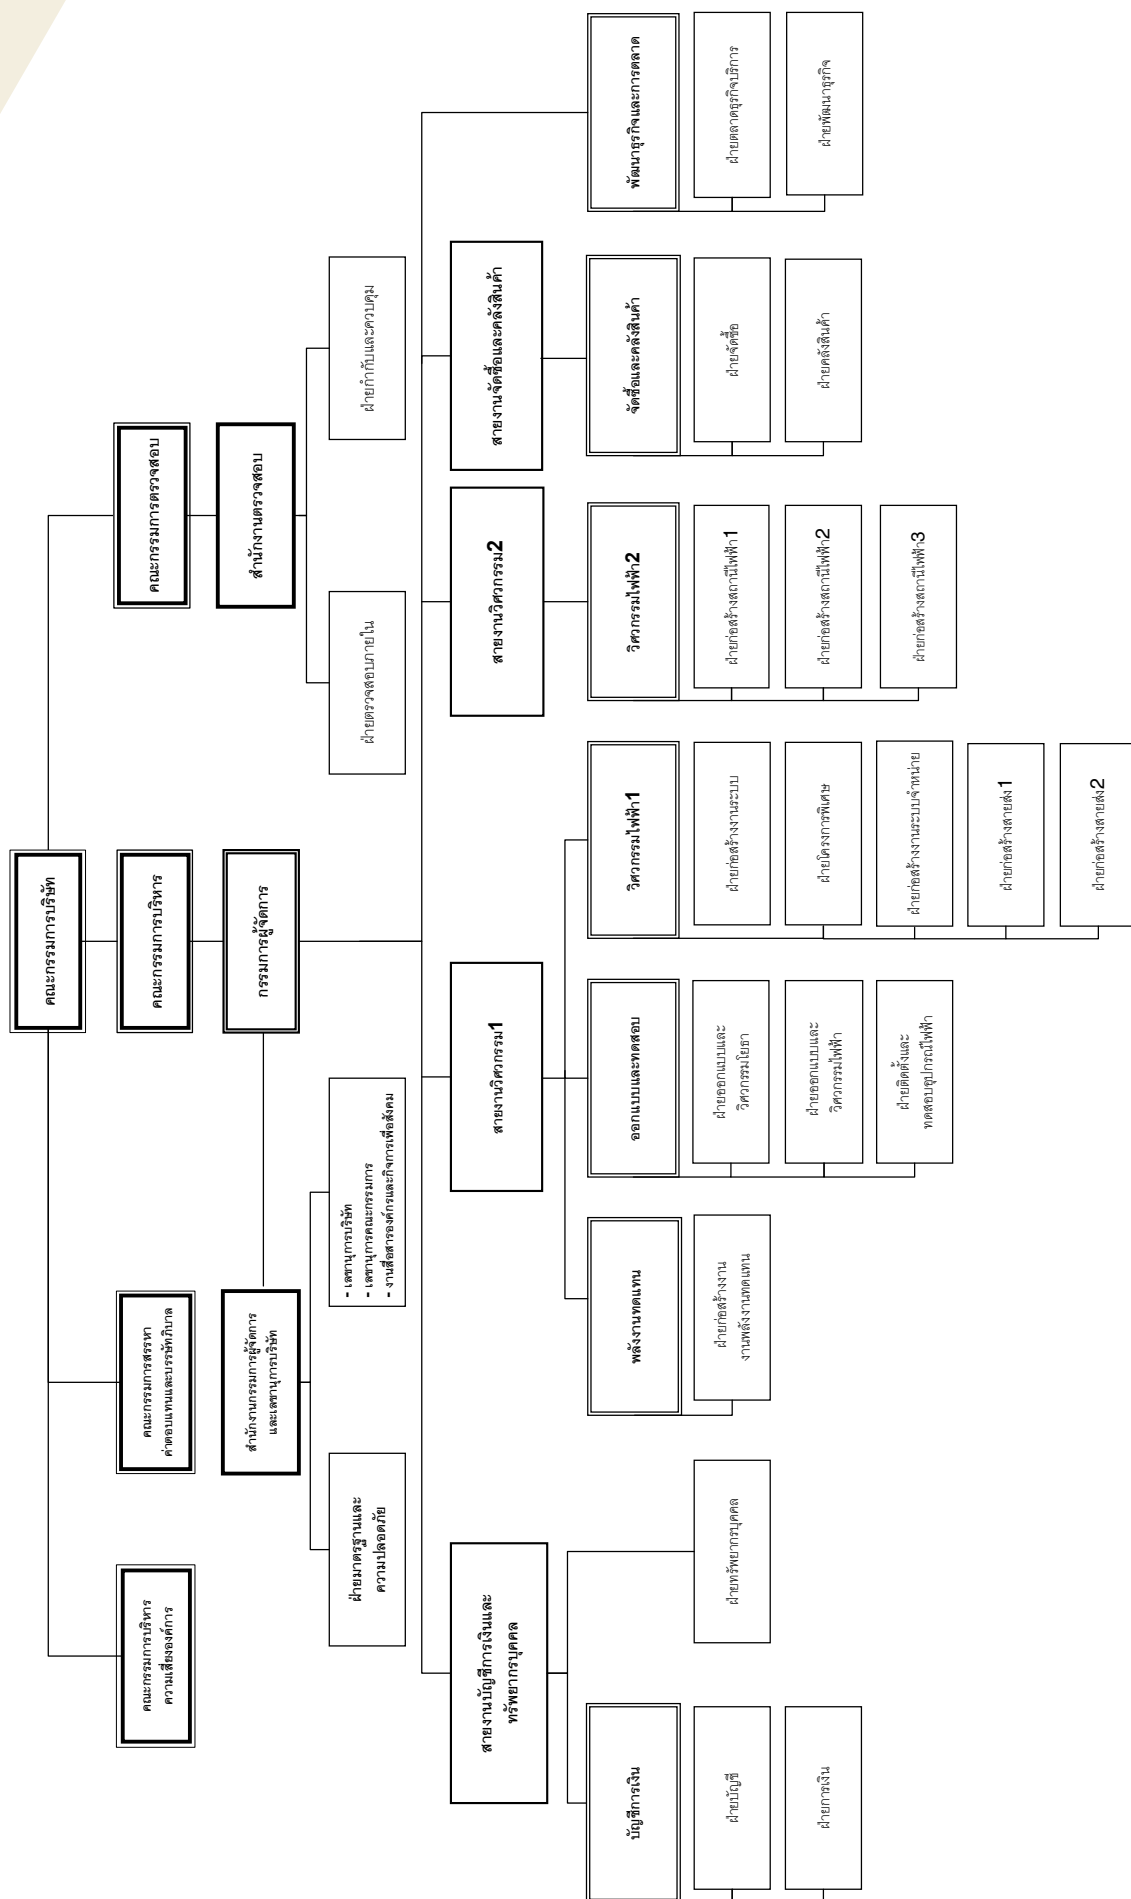 คณะกรรมการบริษัท
คณะกรรมการบริหาร
ความเสี่ยงองค์การ
คณะกรรมการสรรหา
ค่าตอบแทนและบรรษัทภิบาล
คณะกรรมการบริหาร
คณะกรรมการตรวจสอบ
สำนักงานกรรมการผู้จัดการ
และเลขานุการบริษัท
กรรมการผู้จัดการ
สำนักงานตรวจสอบ
ฝ่ายมาตรฐานและ
ความปลอดภัย
- เลขานุการบริษัท
- เลขานุการคณะกรรมการ
- งานสื่อสารองค์กรและกิจการเพื่อสังคม
ฝ่ายตรวจสอบภายใน
ฝ่ายกำกับและควบคุม
สายงานบัญชีการเงินและ
ทรัพยากรบุคคล
สายงานวิศวกรรม1
สายงานวิศวกรรม2
สายงานจัดซื้อและคลังสินค้า
บัญชีการเงิน
พลังงานทดแทน
ออกแบบและทดสอบ
วิศวกรรมไฟฟ้า1
วิศวกรรมไฟฟ้า2
จัดซื้อและคลังสินค้า
พัฒนาธุรกิจและการตลาด
ฝ่ายบัญชี
ฝ่ายทรัพยากรบุคคล
ฝ่ายก่อสร้างงาน
งานพลังงานทดแทน
ฝ่ายออกแบบและ
วิศวกรรมโยธา
ฝ่ายก่อสร้างงานระบบ
ฝ่ายก่อสร้างสถานีไฟฟ้า1
ฝ่ายจัดซื้อ
ฝ่ายตลาดธุรกิจบริการ
ฝ่ายการเงิน
ฝ่ายออกแบบและ
วิศวกรรมไฟฟ้า
ฝ่ายโครงการพิเศษ
ฝ่ายก่อสร้างสถานีไฟฟ้า2
ฝ่ายคลังสินค้า
ฝ่ายพัฒนาธุรกิจ
ฝ่ายติดตั้งและ
ทดสอบอุปกรณ์ไฟฟ้า
ฝ่ายก่อสร้างงานระบบจำหน่าย
ฝ่ายก่อสร้างสถานีไฟฟ้า3
ฝ่ายก่อสร้างสายส่ง1
ฝ่ายก่อสร้างสายส่ง2